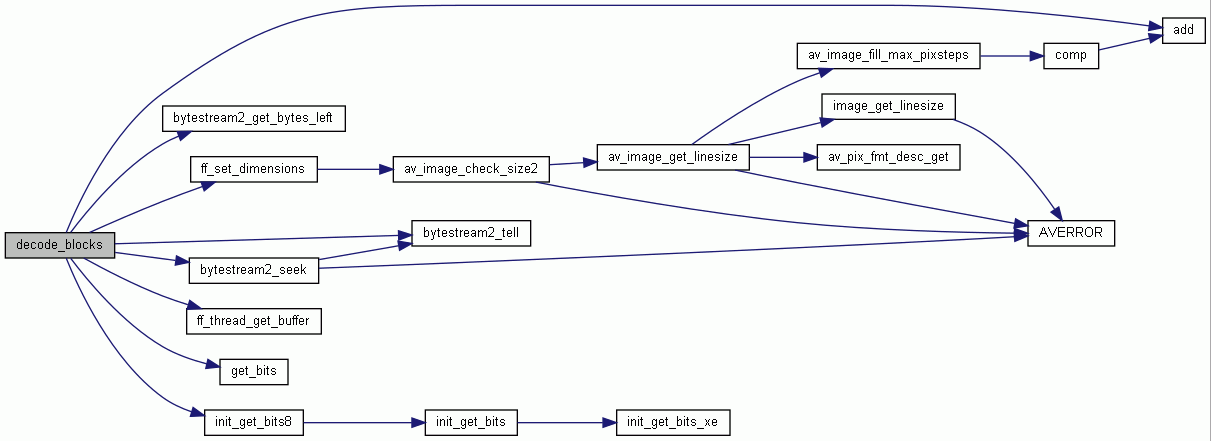 add
av_image_fill_max_pixsteps
comp
image_get_linesize
bytestream2_get_bytes_left
av_image_get_linesize
av_pix_fmt_desc_get
ff_set_dimensions
av_image_check_size2
bytestream2_tell
AVERROR
decode_blocks
bytestream2_seek
ff_thread_get_buffer
get_bits
init_get_bits8
init_get_bits
init_get_bits_xe